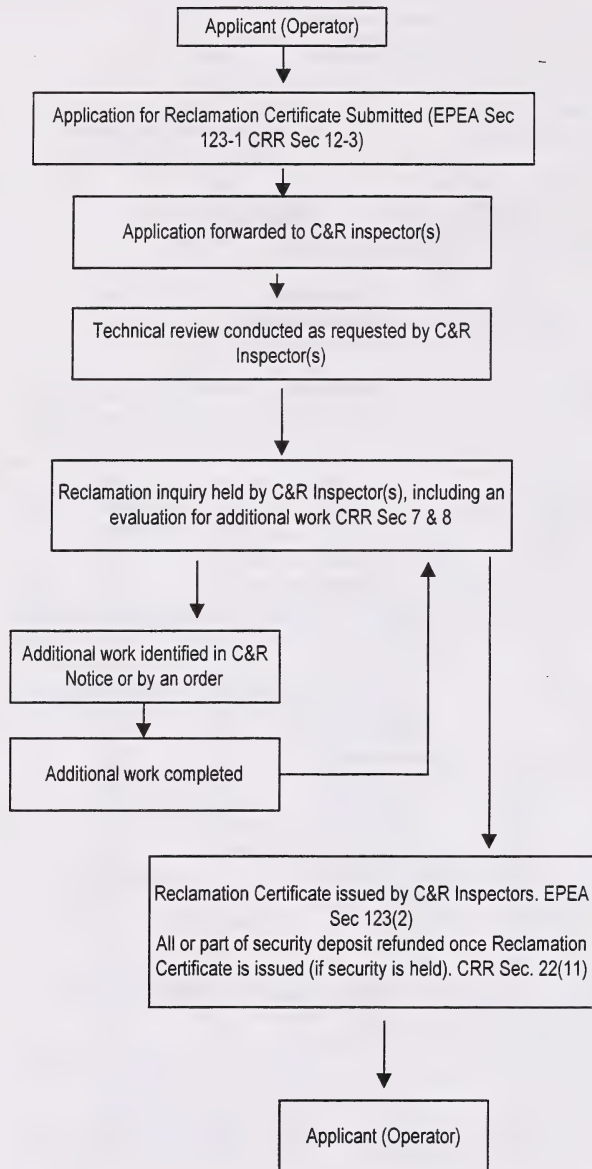 Applicant (Operator)
Application for Reclamation Certificate Submitted (EPEA Sec
123-1 CRR Sec 12-3)
Application forwarded to C&R inspector(s)
Technical review conducted as requested by C&R
Inspector(s)
Reclamation inquiry held by C&R Inspector(s), including an
evaluation for additional work CRR Sec 7 & 8
Additional work identified in C&R
Notice or by an order
Additional work completed
Reclamation Certificate issued by C&R Inspectors. EPEA
Sec 123(2)
All or part of security deposit refunded once Reclamation
Certificate is issued (if security is held). CRR Sec. 22(11)
Applicant (Operator)